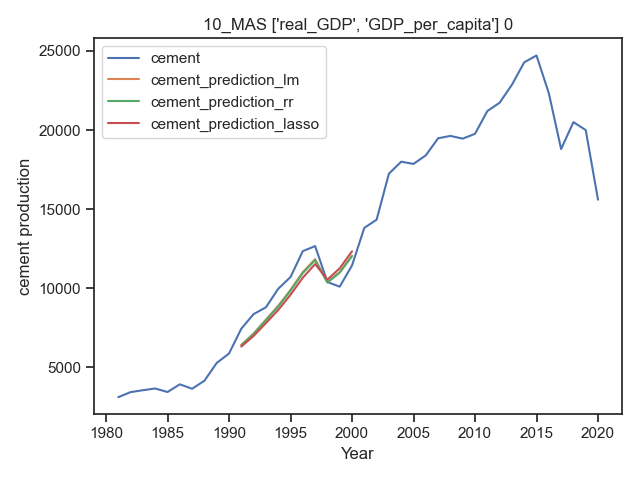 10_MAS ['real_GDP', 'GDP_per_capita'] 0
25000
20000
15000
10000
5000
cement production
cement
cement_prediction_lm
cement_prediction_rr
cement_prediction_lasso
1980 1985 1990 1995 2000 2005 2010 2015 2020
Year